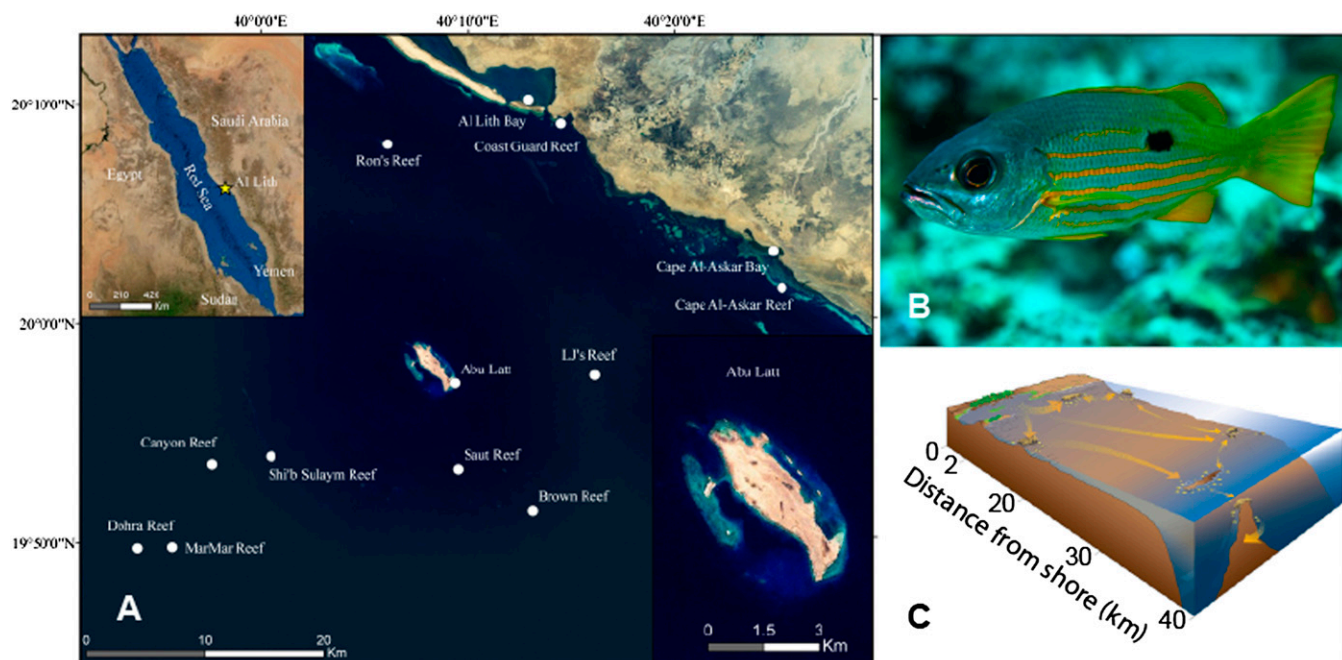 40°0'0"E 40°10'0"E 40°20'0"E
20°10'0"N
20°0'0"N
19°50'0"N
Saudi Arabia
Egypt
Red Sea
Al Lith
Yemen
Sudan
0 210 420
Km
Al Lith Bay
Coast Guard Reef
Ron's Reef
Cape Al-Askar Bay
Cape Al-Askar Reef
LJ's Reef
Abu Latt
Canyon Reef
Shi'b Sulaym Reef
Saut Reef
Brown Reef
Dohra Reef
MarMar Reef
A
0 10 20
Km
Abu Latt
0 1.5 3
Km
B
0 2 20 30 40
Distance from shore (km)
C